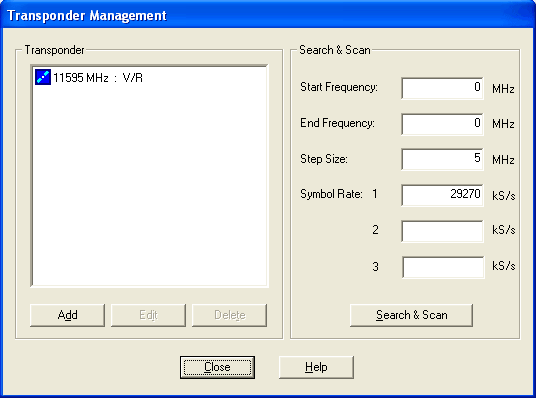 Transponder Management
Transponder
11595 MHz : V/R
Add
Edit
Delete
Search & Scan
Start Frequency: 0 MHz
End Frequency: 0 MHz
Step Size: 5 MHz
Symbol Rate: 1 29270 kS/s
2 kS/s
3 kS/s
Search & Scan
Close
Help